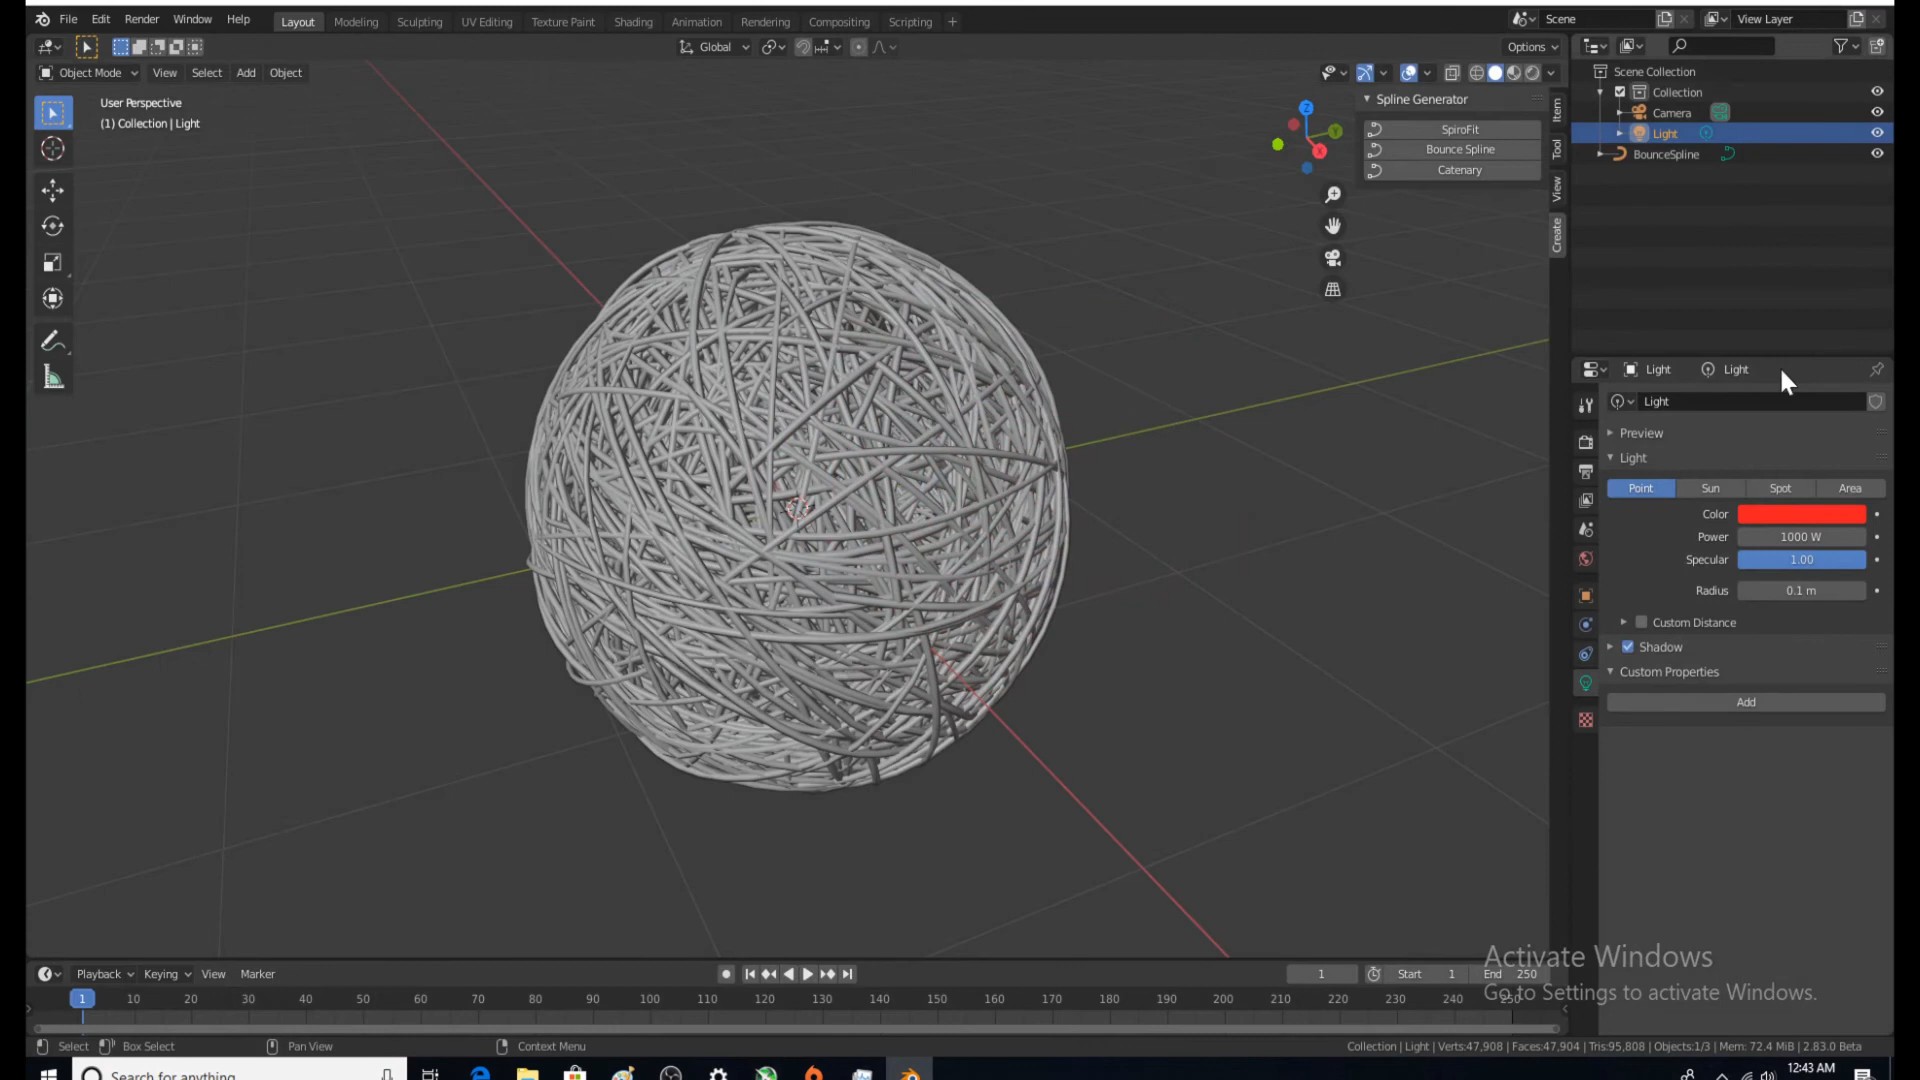 File Edit Render Window Help Layout Modeling Sculpting UV Editing Texture Paint Shading Animation Rendering Compositing Scripting + Scene View Layer
Global Options
Object Mode View Select Add Object
User Perspective
(1) Collection | Light
Z
Y
X
Spline Generator
SpiroFit
Bounce Spline
Catenary
Item
Tool
View
Create
Scene Collection
Collection
Camera
Light
BounceSpline
Light Light
Light
Preview
Light
Point Sun Spot Area
Color
Power 1000 W
Specular 1.00
Radius 0.1 m
Custom Distance
Shadow
Custom Properties
Add
Activate Windows
Go to Settings to activate Windows.
Playback Keying View Marker 1 Start 1 End 250
1 10 20 30 40 50 60 70 80 90 100 110 120 130 140 150 160 170 180 190 200 210 220 230 240 250
Select Box Select Pan View Context Menu Collection | Light | Verts:47,908 | Faces:47,904 | Tris:95,808 | Objects:1/3 | Mem: 72.4 MiB | 2.83.0 Beta
Search for anything 12:43 AM